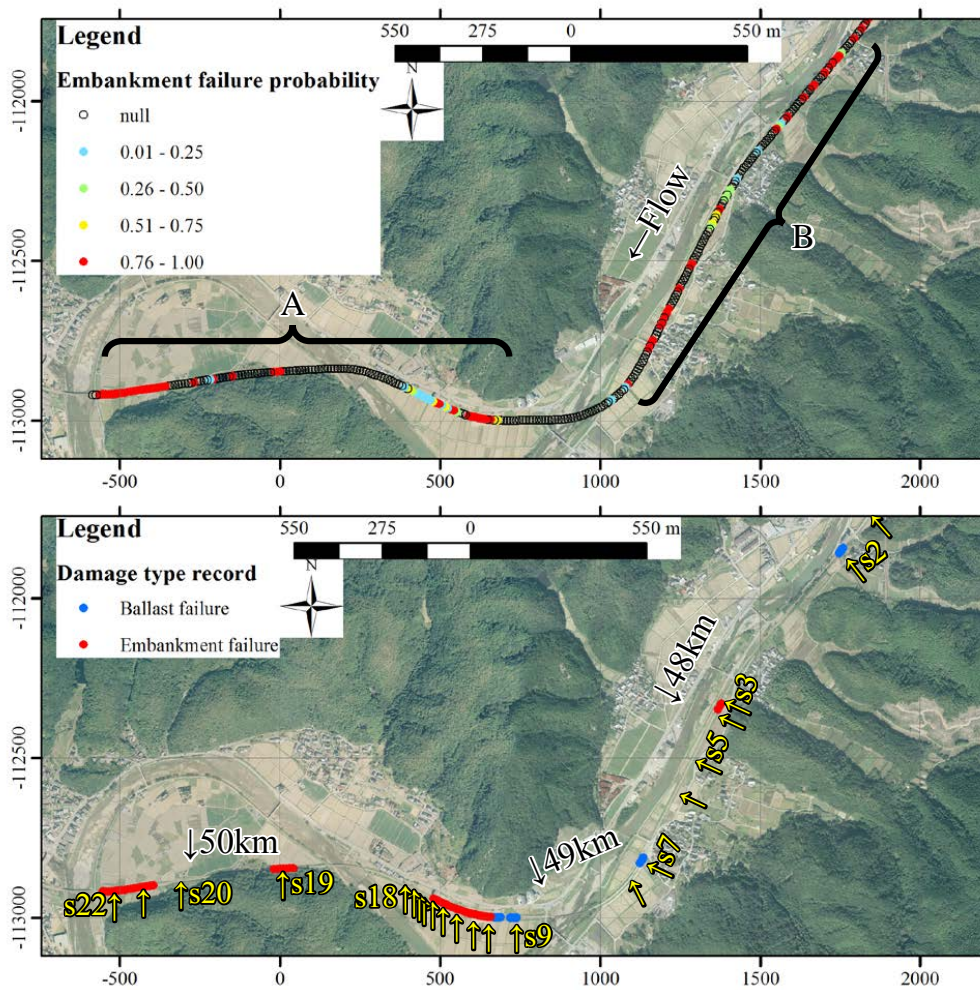 Legend
550 275 0 550 m
Embankment failure probability
N
null
0.01 - 0.25
0.26 - 0.50
0.51 - 0.75
0.76 - 1.00
←Flow
A
B
-112000
-112500
-113000
-500 0 500 1000 1500 2000
Legend
550 275 0 550 m
Damage type record
N
Ballast failure
Embankment failure
↑s2
↓48km
↑↑s3
↑s5
↑
↑s7
↑
↓49km
↓50km
s22↑ ↑ ↑s20 ↑s19 s18↑↑↑↑↑↑↑↑ ↑s9
-112000
-112500
-113000
-500 0 500 1000 1500 2000